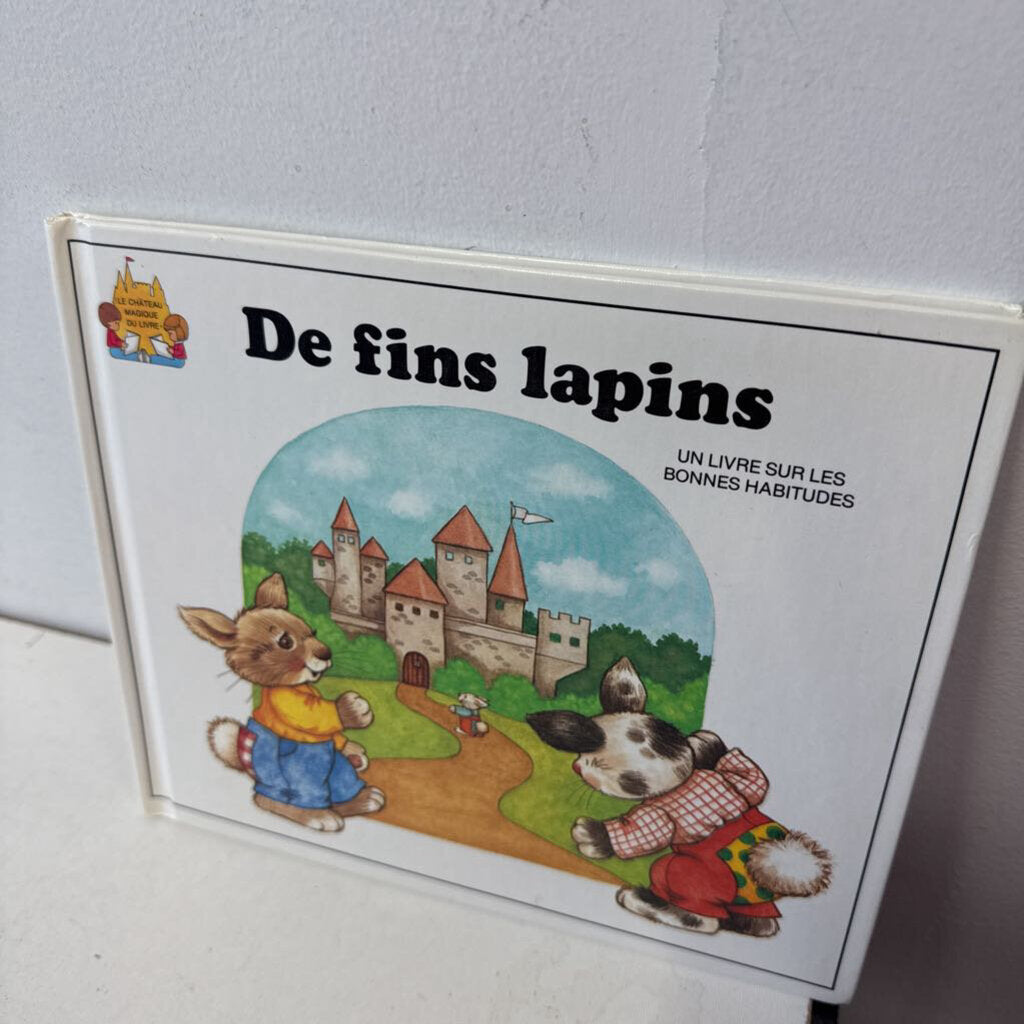 LE CHÂTEAU
MAGIQUE
DU LIVRE
De fins lapins
UN LIVRE SUR LES
BONNES HABITUDES